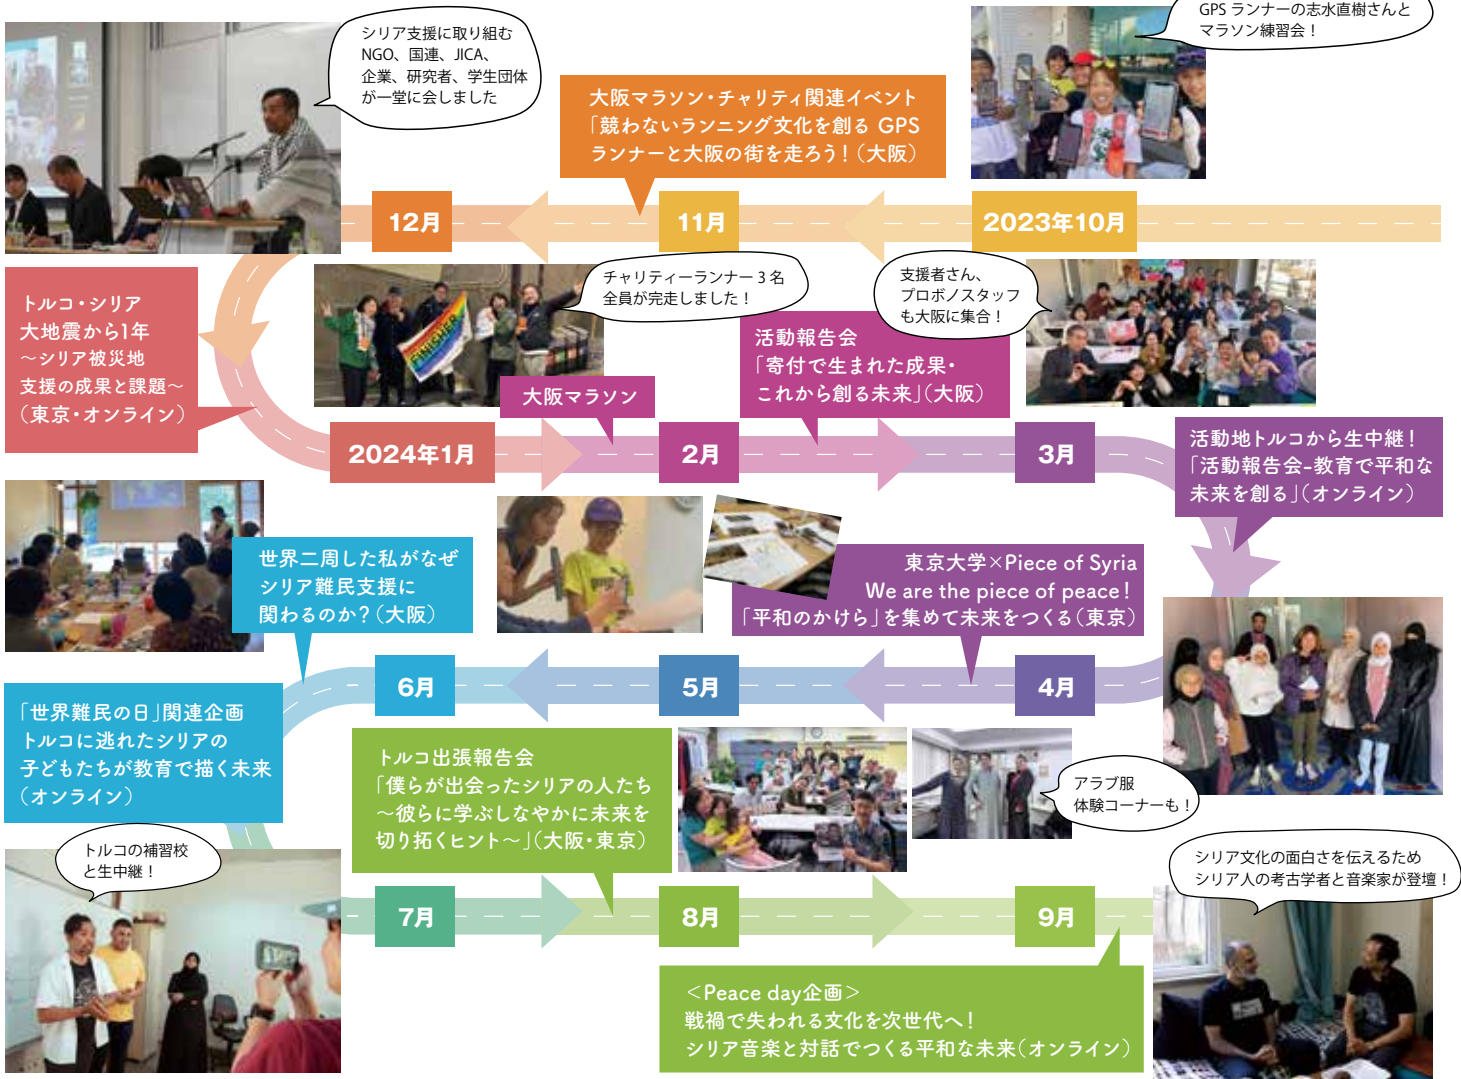 シリア支援に取り組む
NGO、国連、JICA、
企業、研究者、学生団体
が一堂に会しました
大阪マラソン・チャリティ関連イベント
「競わないランニング文化を創る GPS
ランナーと大阪の街を走ろう!(大阪)
GPS ランナーの志水直樹さんと
マラソン練習会!
12月
11月
2023年10月
トルコ・シリア
大地震から1年
～シリア被災地
支援の成果と課題～
(東京・オンライン)
チャリティーランナー 3 名
全員が完走しました!
FINISHER
大阪マラソン
支援者さん、
プロボノスタッフ
も大阪に集合!
活動報告会
「寄付で生まれた成果・
これから創る未来」(大阪)
2024年1月
2月
3月
活動地トルコから生中継!
「活動報告会-教育で平和な
未来を創る」(オンライン)
世界二周した私がなぜ
シリア難民支援に
関わるのか?(大阪)
東京大学×Piece of Syria
We are the piece of peace!
「平和のかけら」を集めて未来をつくる(東京)
6月
5月
4月
「世界難民の日」関連企画
トルコに逃れたシリアの
子どもたちが教育で描く未来
(オンライン)
トルコ出張報告会
「僕らが出会ったシリアの人たち
～彼らに学ぶしなやかに未来を
切り拓くヒント～」(大阪・東京)
アラブ服
体験コーナーも!
トルコの補習校
と生中継!
シリア文化の面白さを伝えるため
シリア人の考古学者と音楽家が登壇!
7月
8月
9月
＜Peace day企画＞
戦禍で失われる文化を次世代へ!
シリア音楽と対話でつくる平和な未来(オンライン)